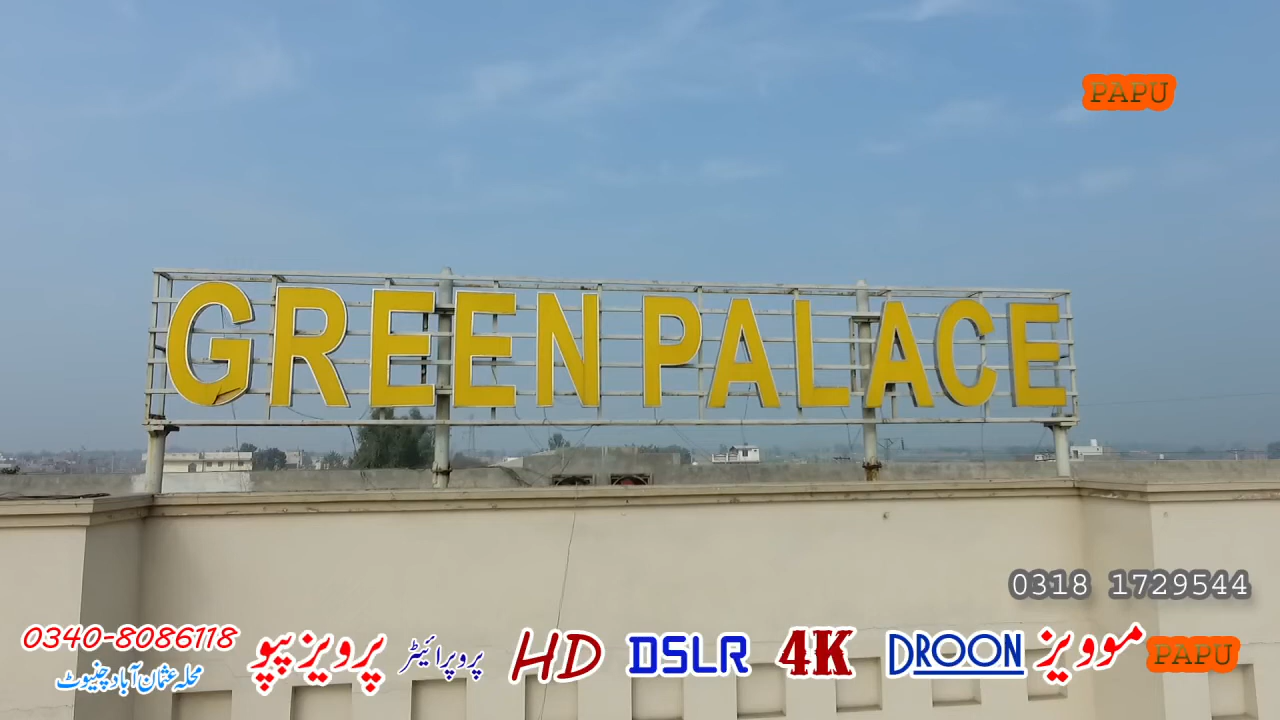 PAPU
GREEN PALACE
0318 1729544
0340-8086118
محلہ عثمان آباد چنیوٹ
پرویز پپو
پروپرائیٹر
HD DSLR 4K DROON موویز PAPU